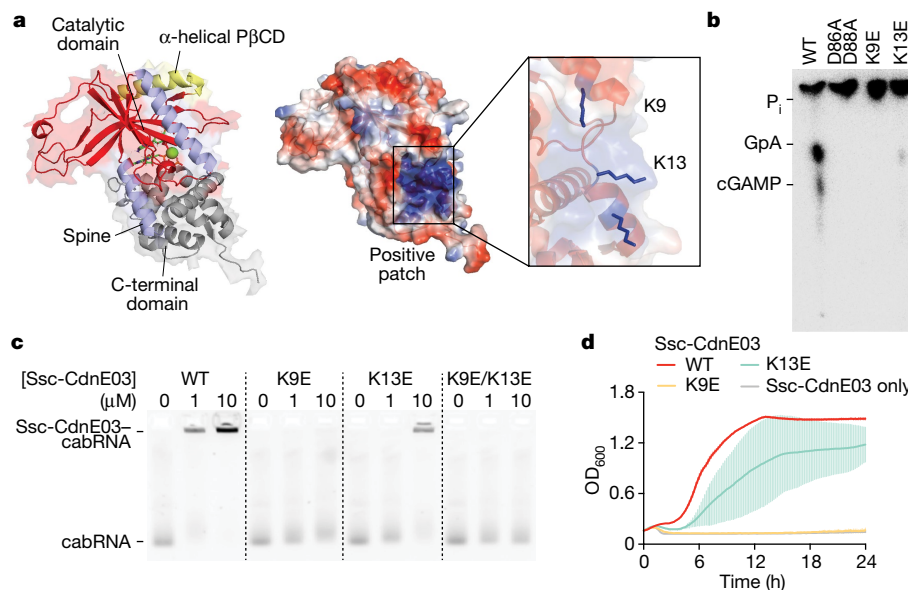 a
Catalytic
domain
α-helical PβCD
Spine
C-terminal
domain
Positive
patch
K9
K13
b
WT
D86A
D88A
K9E
K13E
Pi
GpA
cGAMP
c
[Ssc-CdnE03]
(μM)
WT
K9E
K13E
K9E/K13E
0 1 10 0 1 10 0 1 10 0 1 10
Ssc-CdnE03–
cabRNA
cabRNA
d
Ssc-CdnE03
WT
K13E
K9E
Ssc-CdnE03 only
OD600
1.8
1.2
0.6
0
0 6 12 18 24
Time (h)